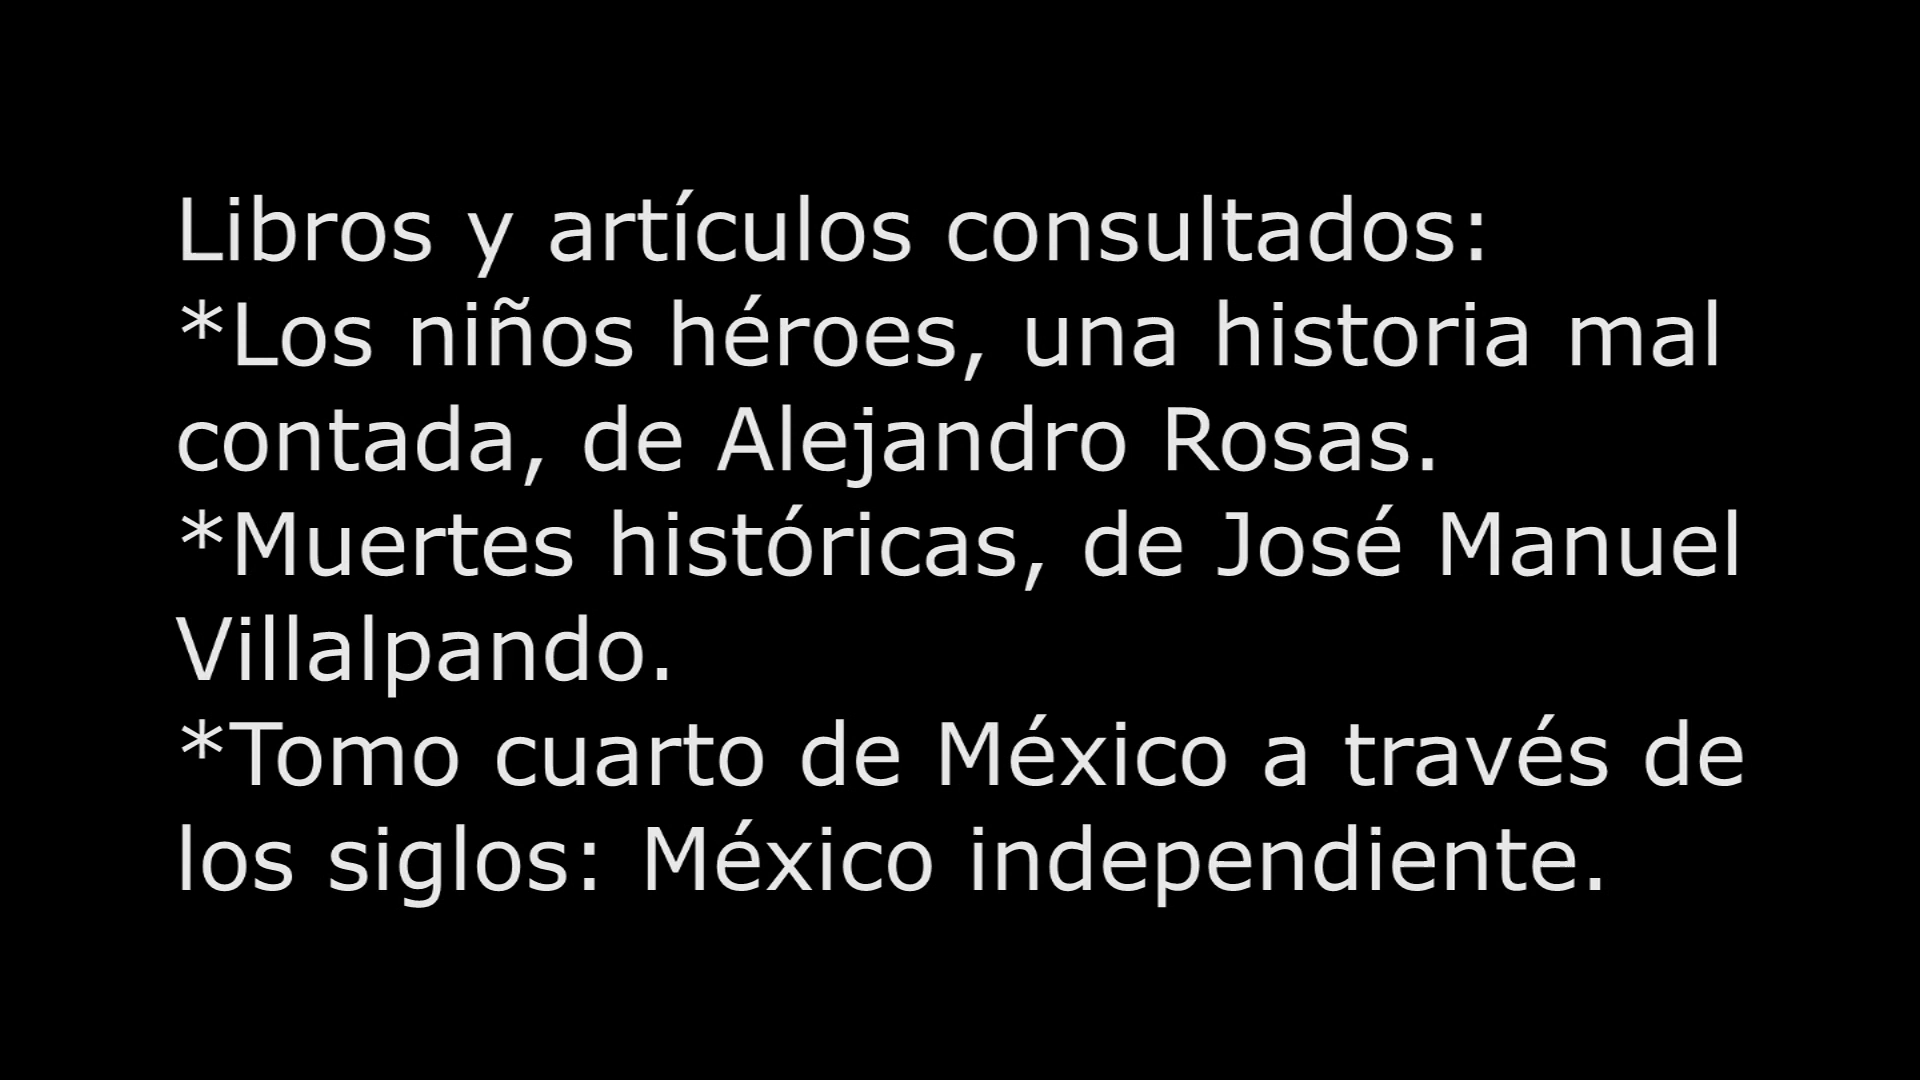 Libros y artículos consultados:
*Los niños héroes, una historia mal
contada, de Alejandro Rosas.
*Muertes históricas, de José Manuel
Villalpando.
*Tomo cuarto de México a través de
los siglos: México independiente.